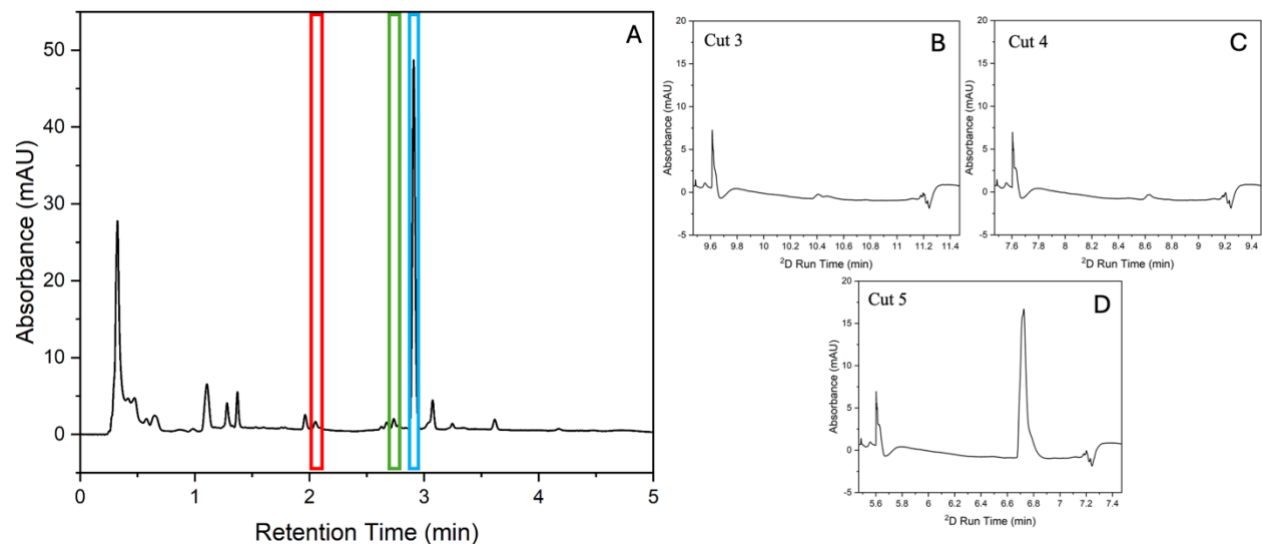 A
50
40
30
20
10
0
Absorbance (mAU)
0 1 2 3 4 5
Retention Time (min)
Cut 3
B
20
15
10
5
0
-5
Absorbance (mAU)
9.6 9.8 10 10.2 10.4 10.6 10.8 11 11.2 11.4
²D Run Time (min)
Cut 4
C
20
15
10
5
0
-5
Absorbance (mAU)
7.6 7.8 8 8.2 8.4 8.6 8.8 9 9.2 9.4
²D Run Time (min)
Cut 5
D
20
15
10
5
0
-5
Absorbance (mAU)
5.6 5.8 6 6.2 6.4 6.6 6.8 7 7.2 7.4
²D Run Time (min)